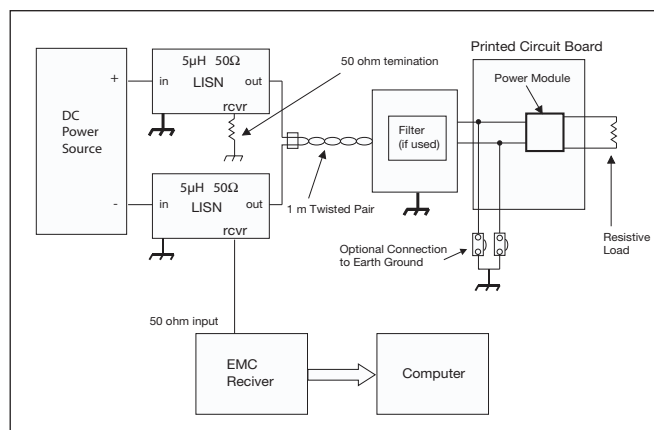 Printed Circuit Board
5µH 50Ω
in
out
LISN
rcvr
50 ohm temination
Power Module
+
DC
Power
Source
-
Filter
(if used)
5µH 50Ω
in
out
LISN
rcvr
1 m Twisted Pair
Optional Connection
to Earth Ground
Resistive
Load
50 ohm input
EMC
Reciver
Computer